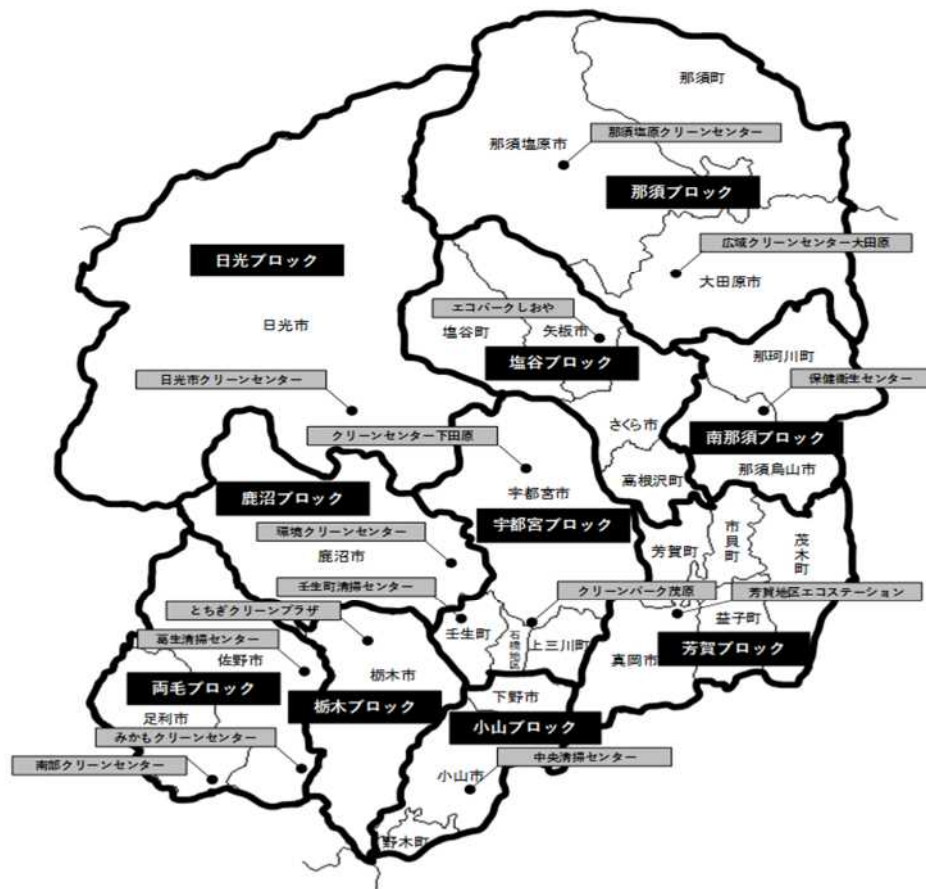 那須町
那須塩原クリーンセンター
那須塩原市
那須ブロック
広域クリーンセンター大田原
日光ブロック
大田原市
エコパークしおや
日光市
塩谷町
矢板市
那珂川町
塩谷ブロック
日光市クリーンセンター
保健衛生センター
さくら市
クリーンセンター下田原
南那須ブロック
那須烏山市
高根沢町
鹿沼ブロック
宇都宮市
宇都宮ブロック
環境クリーンセンター
市貝町
茂木町
芳賀町
鹿沼市
壬生町清掃センター
クリーンパーク茂原
芳賀地区エコステーション
とちぎクリーンプラザ
益子町
葛生清掃センター
壬生町
石橋地区
上三川町
芳賀ブロック
佐野市
真岡市
栃木市
両毛ブロック
下野市
栃木ブロック
足利市
小山ブロック
みかもクリーンセンター
中央清掃センター
南部クリーンセンター
小山市
野木町